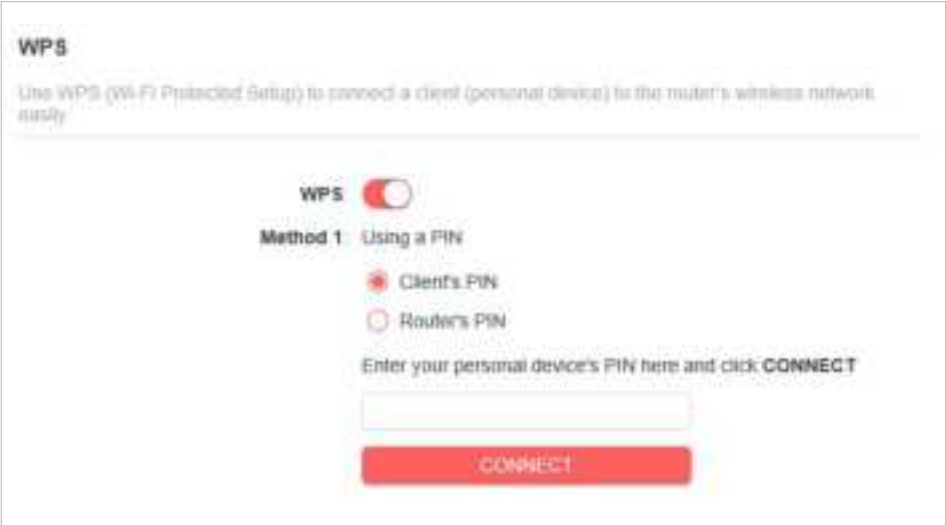 WPS
Use WPS (Wi-Fi Protected Setup) to connect a client (personal device) to the router's wireless network
easily
WPS
Method 1 Using a PIN
Client's PIN
Router's PIN
Enter your personal device's PIN here and click CONNECT
CONNECT